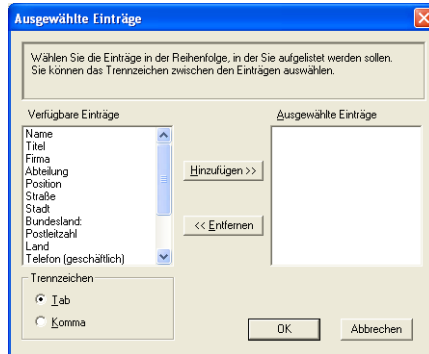 Ausgewählte Einträge
Wählen Sie die Einträge in der Reihenfolge, in der Sie aufgelistet werden sollen.
Sie können das Trennzeichen zwischen den Einträgen auswählen.
Verfügbare Einträge
Ausgewählte Einträge
Name
Titel
Firma
Abteilung
Position
Straße
Stadt
Bundesland:
Postleitzahl
Land
Telefon (geschäftlich)
Hinzufügen >>
<< Entfernen
Trennzeichen
Tab
Komma
OK
Abbrechen